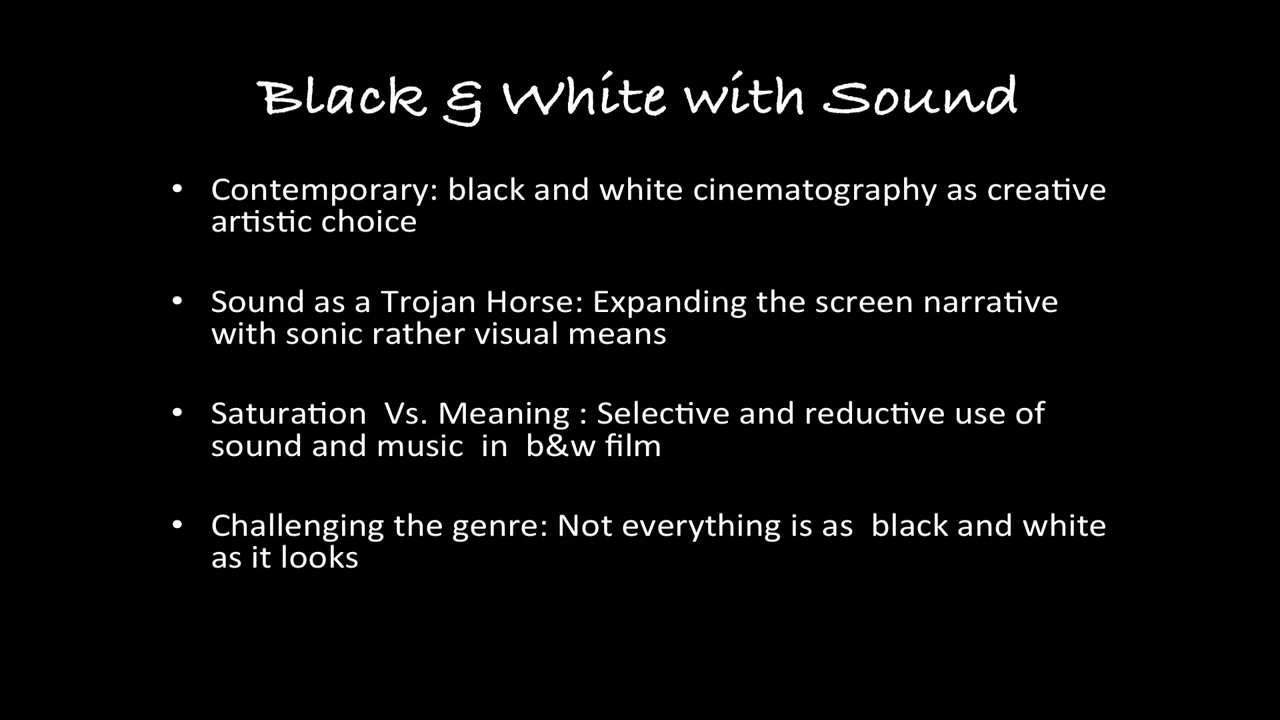 Black & White with Sound
• Contemporary: black and white cinematography as creative
artistic choice
• Sound as a Trojan Horse: Expanding the screen narrative
with sonic rather visual means
• Saturation  Vs. Meaning : Selective and reductive use of
sound and music  in  b&w film
• Challenging the genre: Not everything is as  black and white
as it looks